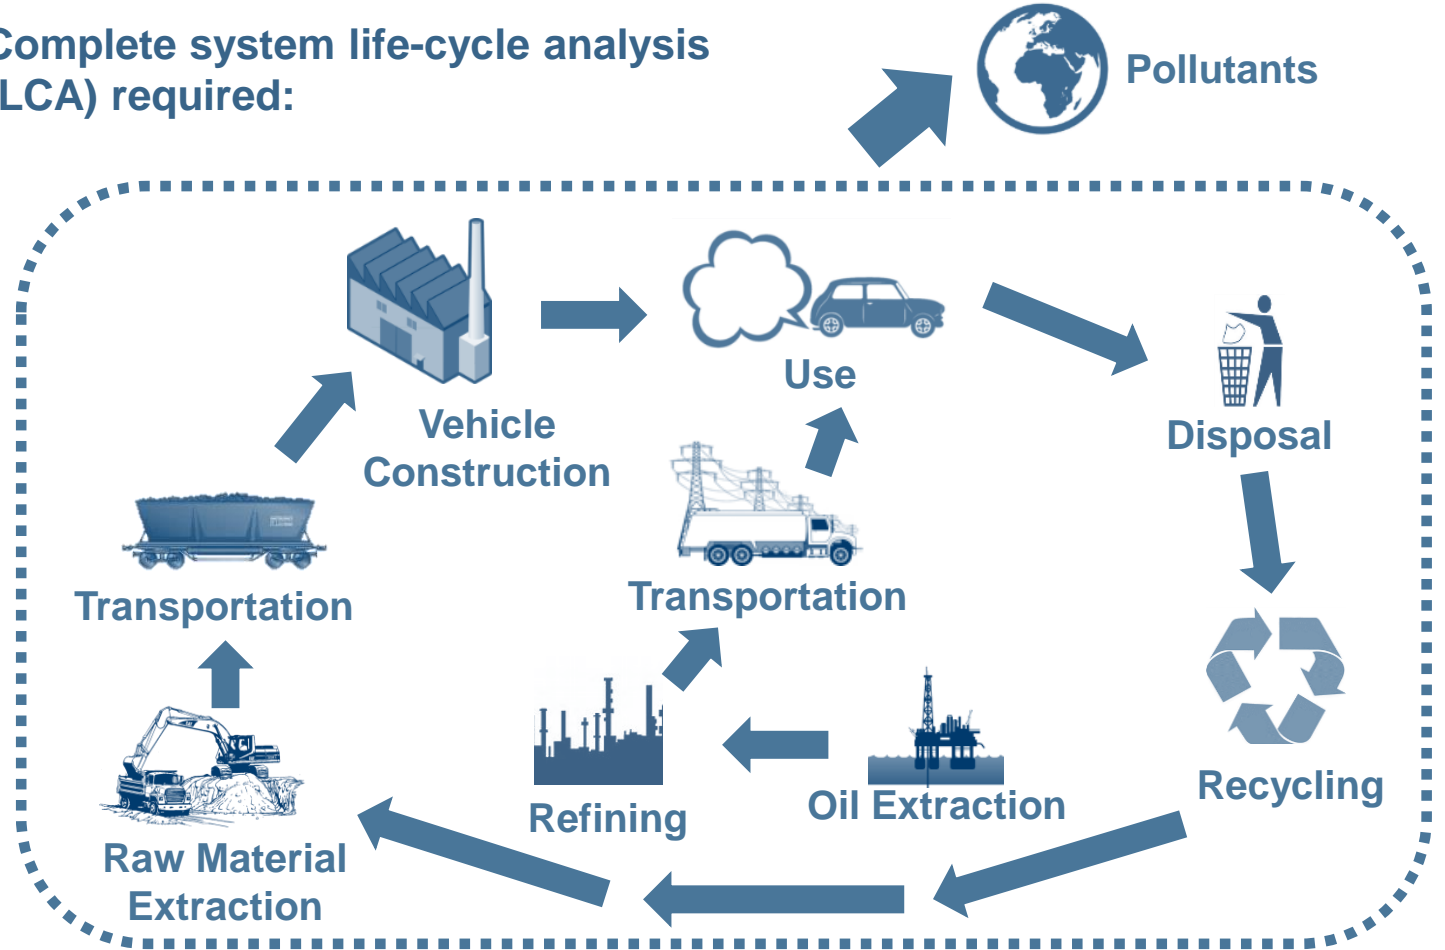 Complete system life-cycle analysis
LCA) required:
Pollutants
Use
Vehicle
Construction
Disposal
Transportation
Transportation
Recycling
Refining
Oil Extraction
Raw Material
Extraction